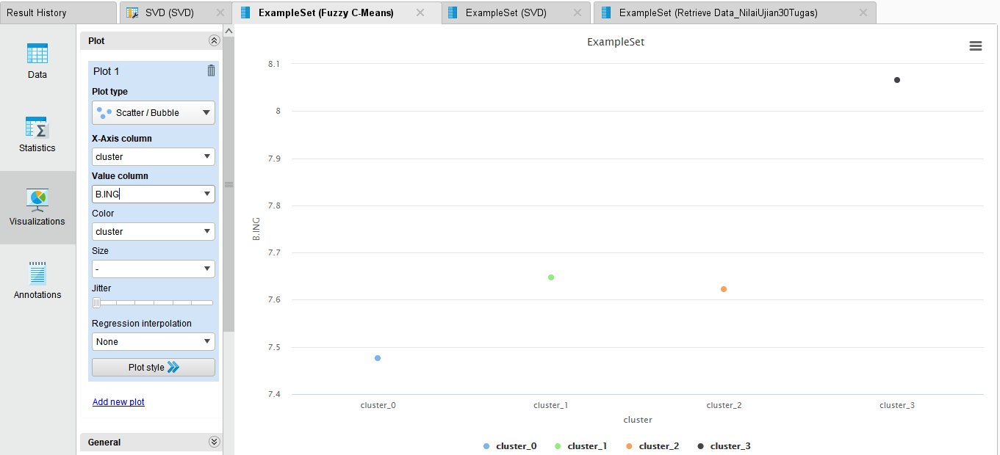 Result History
SVD (SVD)
ExampleSet (Fuzzy C-Means)
ExampleSet (SVD)
ExampleSet (Retrieve Data_NilaiUjian30Tugas)
Data
Statistics
Visualizations
Annotations
Plot
Plot 1
Plot type
Scatter / Bubble
X-Axis column
cluster
Value column
B.ING
Color
cluster
Size
-
Jitter
Regression interpolation
None
Plot style
Add new plot
General
ExampleSet
8.1
8
7.9
7.8
7.7
7.6
7.5
7.4
B.ING
cluster_0
cluster_1
cluster_2
cluster_3
cluster
cluster_0
cluster_1
cluster_2
cluster_3